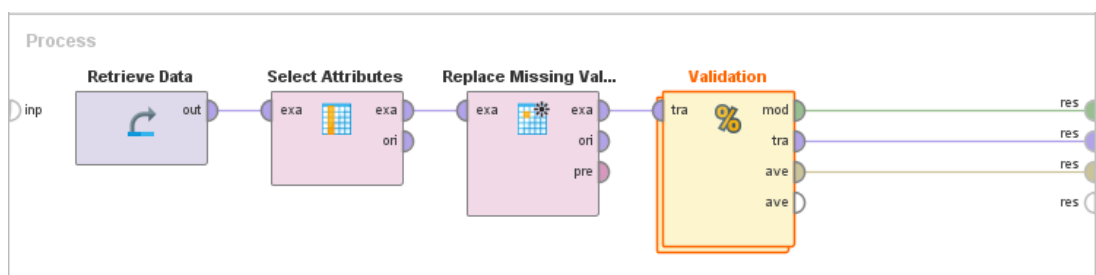 Process
Retrieve Data
Select Attributes
Replace Missing Val...
Validation
inp
out
exa
exa
ori
exa
exa
ori
pre
tra
%
mod
tra
ave
ave
res
res
res
res